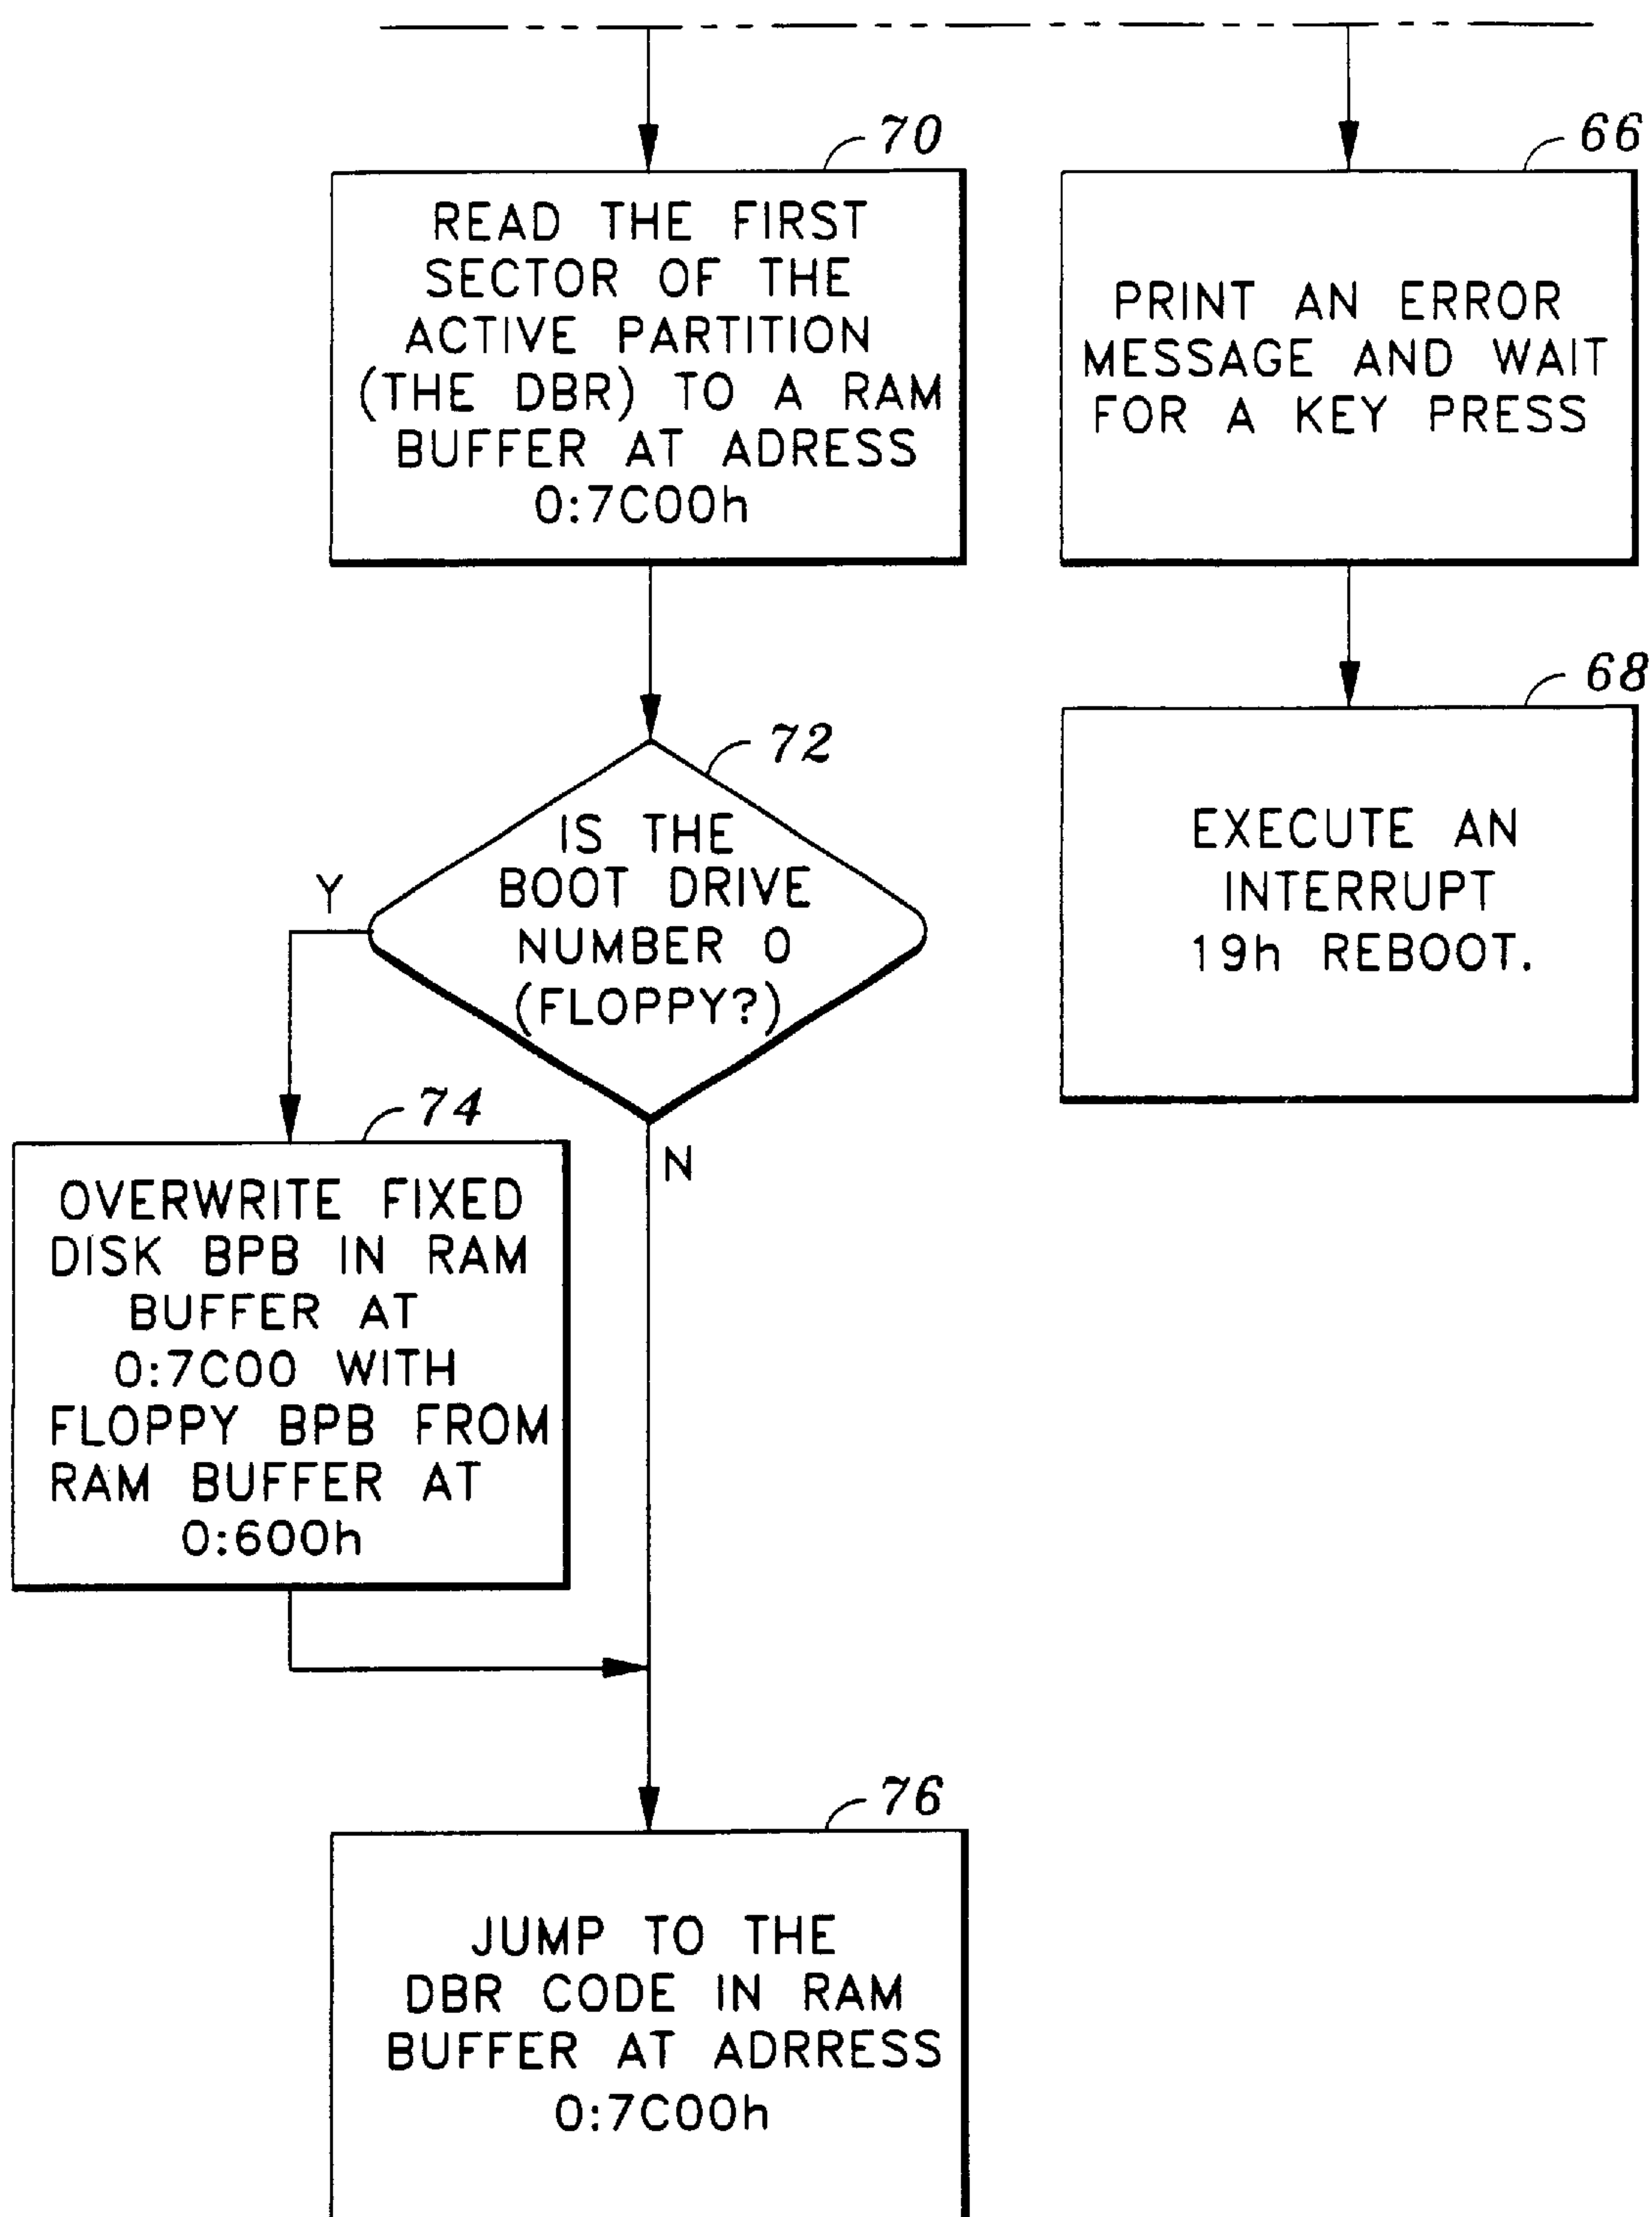 70
READ THE FIRST
SECTOR OF THE
ACTIVE PARTITION
(THE DBR) TO A RAM
BUFFER AT ADRESS
0:7C00h
66
PRINT AN ERROR
MESSAGE AND WAIT
FOR A KEY PRESS
68
EXECUTE AN
INTERRUPT
19h REBOOT.
72
IS THE
BOOT DRIVE
NUMBER 0
(FLOPPY?)
Y
N
74
OVERWRITE FIXED
DISK BPB IN RAM
BUFFER AT
0:7C00 WITH
FLOPPY BPB FROM
RAM BUFFER AT
0:600h
76
JUMP TO THE
DBR CODE IN RAM
BUFFER AT ADRRESS
0:7C00h